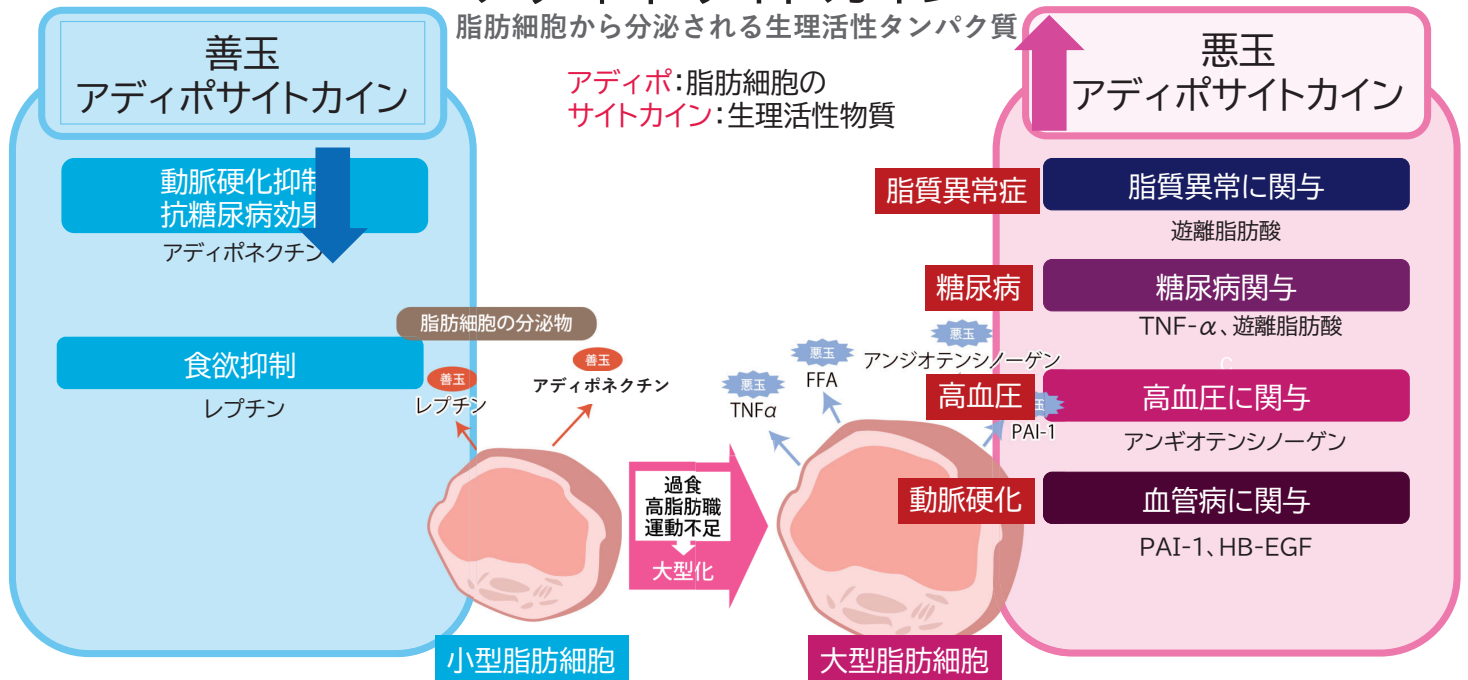 脂肪細胞から分泌される生理活性タンパク質
アディポ:脂肪細胞の
サイトカイン:生理活性物質
善玉
アディポサイトカイン
動脈硬化抑制
抗糖尿病効果
アディポネクチン
食欲抑制
レプチン
脂肪細胞の分泌物
善玉
レプチン
善玉
アディポネクチン
小型脂肪細胞
過食
高脂肪職
運動不足
大型化
悪玉
TNFα
悪玉
FFA
悪玉
アンジオテンシノーゲン
玉
PAI-1
大型脂肪細胞
悪玉
アディポサイトカイン
脂質異常症
脂質異常に関与
遊離脂肪酸
糖尿病
糖尿病関与
TNF-α、遊離脂肪酸
高血圧
高血圧に関与
アンギオテンシノーゲン
動脈硬化
血管病に関与
PAI-1、HB-EGF